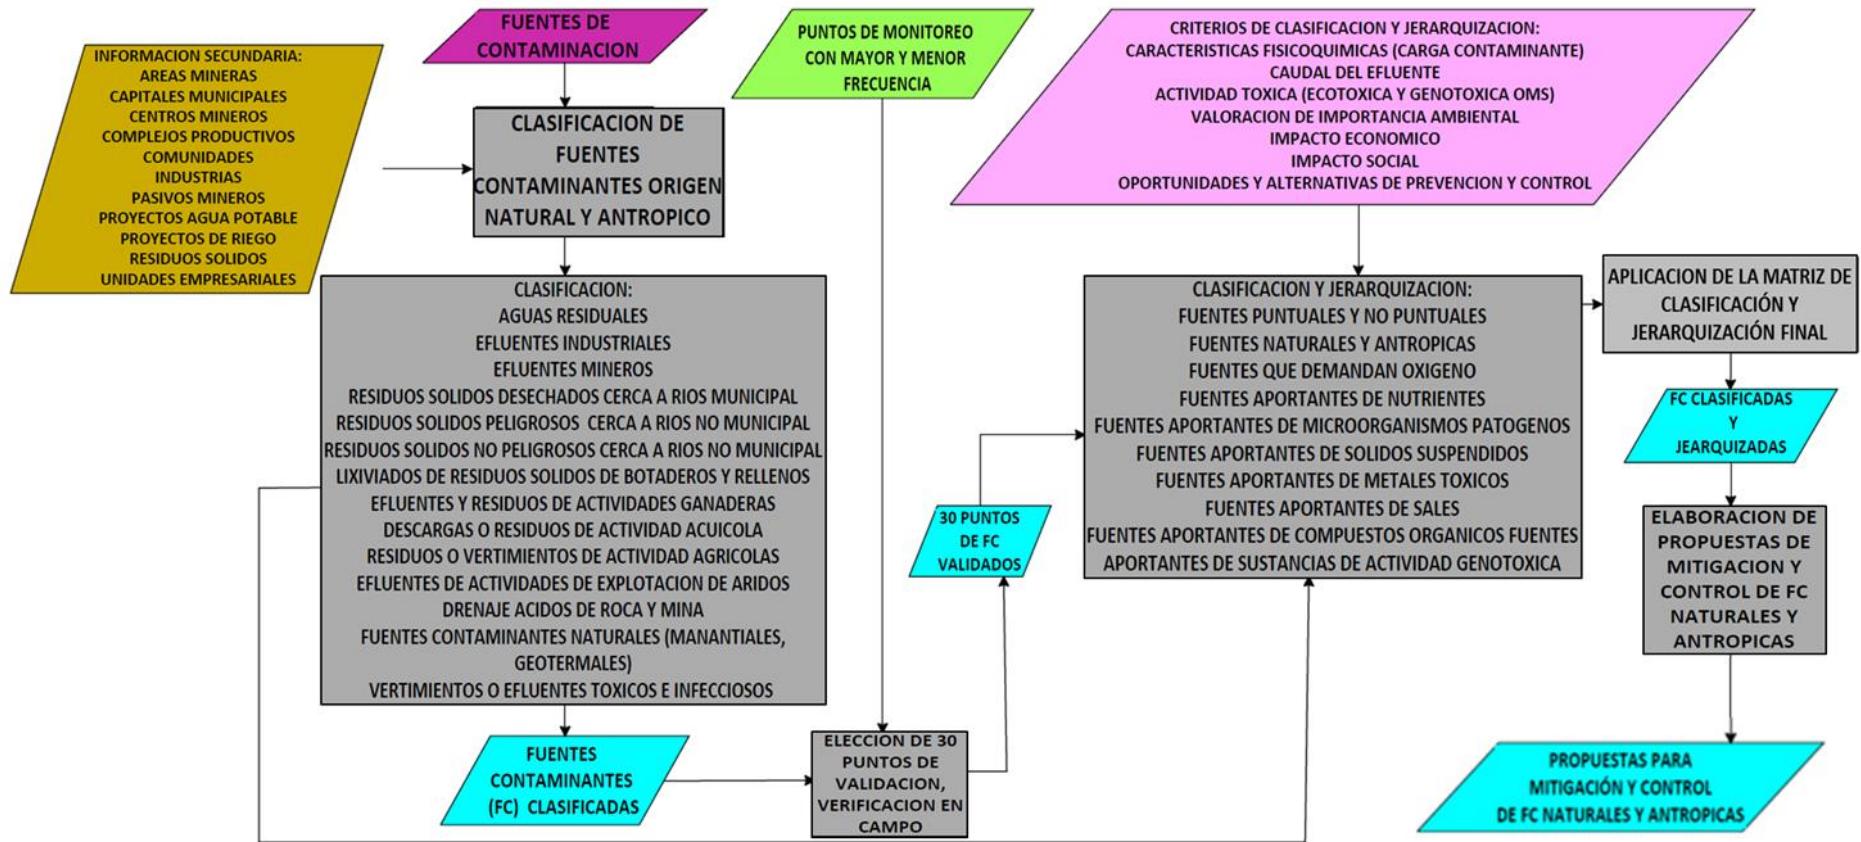 INFORMACION SECUNDARIA:
AREAS MINERAS
CAPITALES MUNICIPALES
CENTROS MINEROS
COMPLEJOS PRODUCTIVOS
COMUNIDADES
INDUSTRIAS
PASIVOS MINEROS
PROYECTOS AGUA POTABLE
PROYECTOS DE RIEGO
RESIDUOS SOLIDOS
UNIDADES EMPRESARIALES
FUENTES DE
CONTAMINACION
CLASIFICACION DE
FUENTES
CONTAMINANTES ORIGEN
NATURAL Y ANTROPICO
CLASIFICACION:
AGUAS RESIDUALES
EFLUENTES INDUSTRIALES
EFLUENTES MINEROS
RESIDUOS SOLIDOS DESECHADOS CERCA A RIOS MUNICIPAL
RESIDUOS SOLIDOS PELIGROSOS CERCA A RIOS NO MUNICIPAL
RESIDUOS SOLIDOS NO PELIGROSOS CERCA A RIOS NO MUNICIPAL
LIXIVIADOS DE RESIDUOS SOLIDOS DE BOTADEROS Y RELLENOS
EFLUENTES Y RESIDUOS DE ACTIVIDADES GANADERAS
DESCARGAS O RESIDUOS DE ACTIVIDAD ACUICOLA
RESIDUOS O VERTIMIENTOS DE ACTIVIDAD AGRICOLAS
EFLUENTES DE ACTIVIDADES DE EXPLOTACION DE ARIDOS
DRENAJE ACIDOS DE ROCA Y MINA
FUENTES CONTAMINANTES NATURALES (MANANTIALES,
GEOTERMALES)
VERTIMIENTOS O EFLUENTES TOXICOS E INFECCIOSOS
FUENTES
CONTAMINANTES
(FC) CLASIFICADAS
PUNTOS DE MONITOREO
CON MAYOR Y MENOR
FRECUENCIA
ELECCION DE 30
PUNTOS DE
VALIDACION,
VERIFICACION EN
CAMPO
30 PUNTOS
DE FC
VALIDADOS
CRITERIOS DE CLASIFICACION Y JERARQUIZACION:
CARACTERISTICAS FISICOQUIMICAS (CARGA CONTAMINANTE)
CAUDAL DEL EFLUENTE
ACTIVIDAD TOXICA (ECOTOXICA Y GENOTOXICA OMS)
VALORACION DE IMPORTANCIA AMBIENTAL
IMPACTO ECONOMICO
IMPACTO SOCIAL
OPORTUNIDADES Y ALTERNATIVAS DE PREVENCION Y CONTROL
CLASIFICACION Y JERARQUIZACION:
FUENTES PUNTUALES Y NO PUNTUALES
FUENTES NATURALES Y ANTROPICAS
FUENTES QUE DEMANDAN OXIGENO
FUENTES APORTANTES DE NUTRIENTES
FUENTES APORTANTES DE MICROORGANISMOS PATOGENOS
FUENTES APORTANTES DE SOLIDOS SUSPENDIDOS
FUENTES APORTANTES DE METALES TOXICOS
FUENTES APORTANTES DE SALES
FUENTES APORTANTES DE COMPUESTOS ORGANICOS FUENTES
APORTANTES DE SUSTANCIAS DE ACTIVIDAD GENOTOXICA
APLICACION DE LA MATRIZ DE
CLASIFICACIÓN Y
JERARQUIZACIÓN FINAL
FC CLASIFICADAS
Y
JEARQUIZADAS
ELABORACION DE
PROPUESTAS DE
MITIGACION Y
CONTROL DE FC
NATURALES Y
ANTROPICAS
PROPUESTAS PARA
MITIGACIÓN Y CONTROL
DE FC NATURALES Y ANTROPICAS